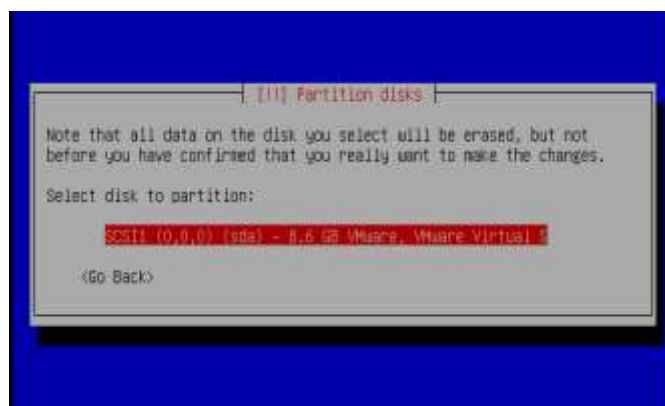 [!!] Partition disks
Note that all data on the disk you select will be erased, but not
before you have confirmed that you really want to make the changes.
Select disk to partition:
SCSI1 (0,0,0) (sda) - 8.6 GB VMware, VMware Virtual S
<Go Back>